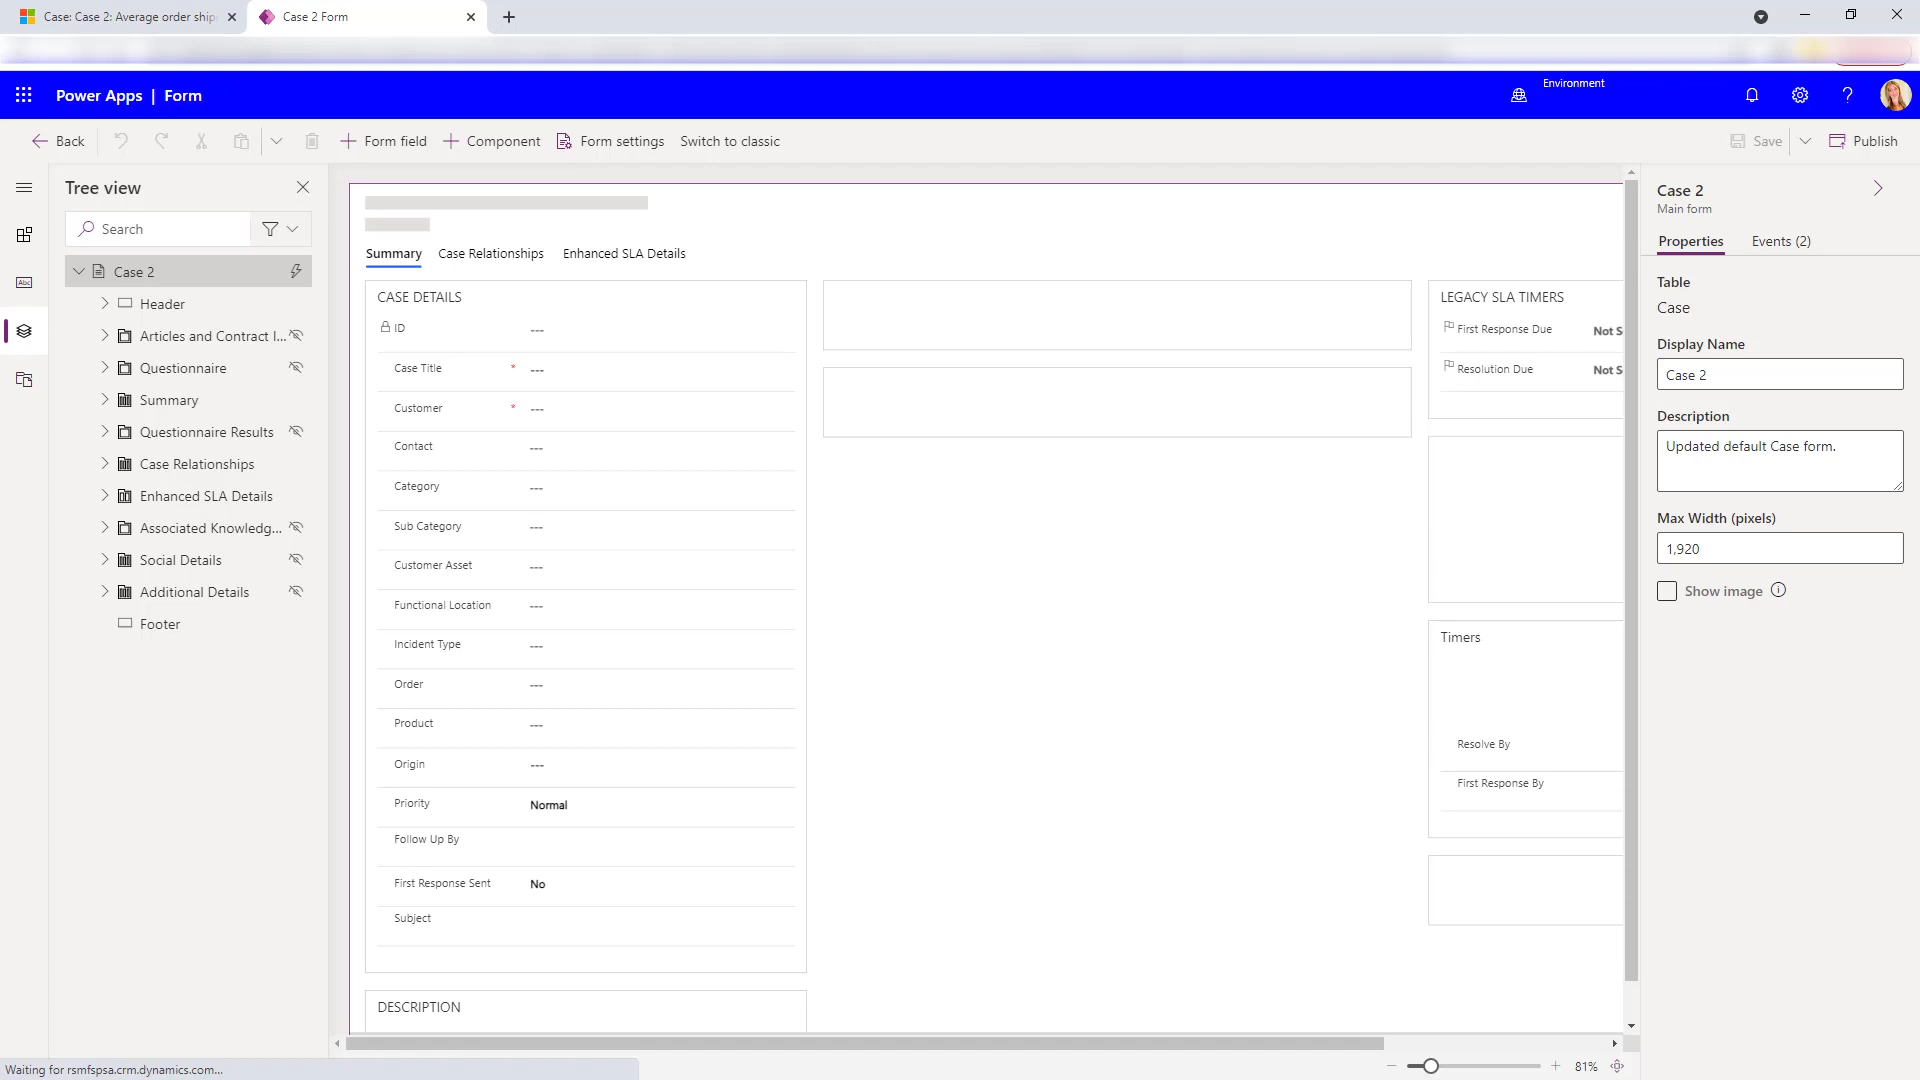 Case: Case 2: Average order ship
Case 2 Form
Power Apps | Form
Environment
Back
Form field
Component
Form settings
Switch to classic
Save
Publish
Tree view
Search
Case 2
Header
Articles and Contract I...
Questionnaire
Summary
Questionnaire Results
Case Relationships
Enhanced SLA Details
Associated Knowledg...
Social Details
Additional Details
Footer
Abc
Summary
Case Relationships
Enhanced SLA Details
CASE DETAILS
ID ---
Case Title * ---
Customer * ---
Contact ---
Category ---
Sub Category ---
Customer Asset ---
Functional Location ---
Incident Type ---
Order ---
Product ---
Origin ---
Priority Normal
Follow Up By
First Response Sent No
Subject
DESCRIPTION
LEGACY SLA TIMERS
First Response Due Not S
Resolution Due Not S
Timers
Resolve By
First Response By
Case 2
Main form
Properties
Events (2)
Table
Case
Display Name
Case 2
Description
Updated default Case form.
Max Width (pixels)
1,920
Show image
Waiting for rsmfspsa.crm.dynamics.com...
81%